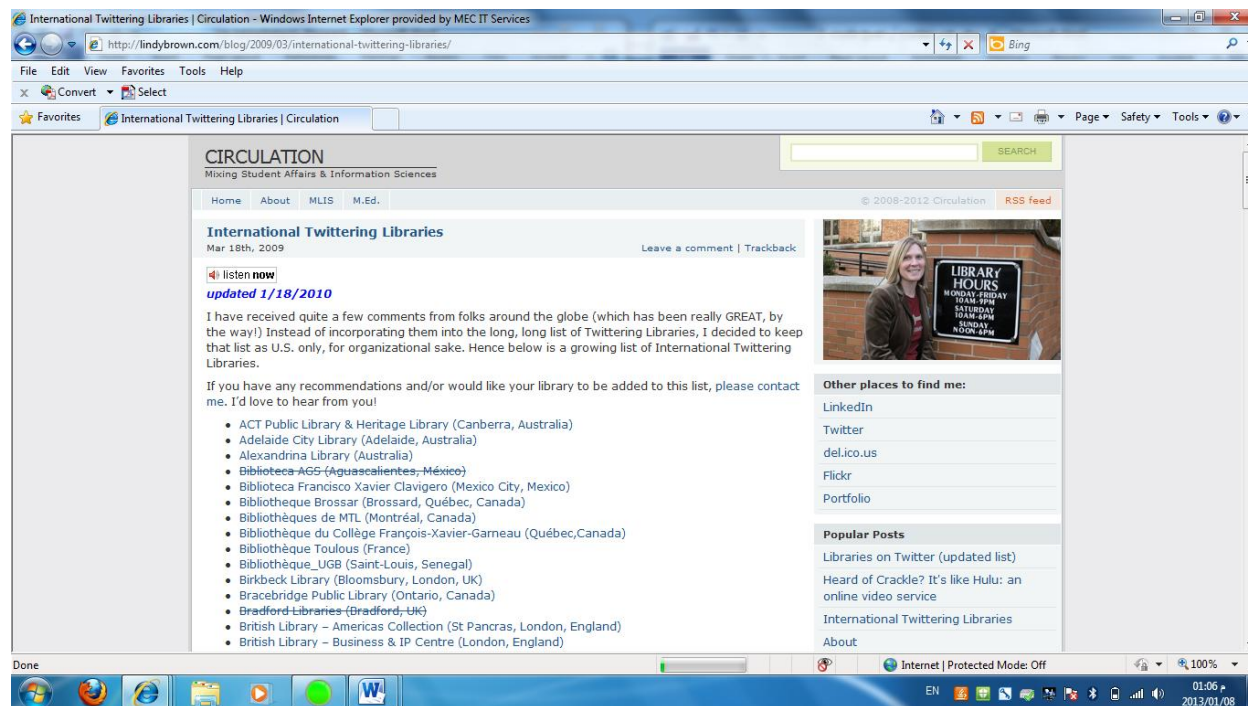 International Twittering Libraries | Circulation - Windows Internet Explorer provided by MEC IT Services
http://lindybrown.com/blog/2009/03/international-twittering-libraries/
Bing
File Edit View Favorites Tools Help
x Convert Select
Favorites International Twittering Libraries | Circulation Page Safety Tools
CIRCULATION
Mixing Student Affairs & Information Sciences
SEARCH
Home About MLIS M.Ed. © 2008-2012 Circulation RSS feed
International Twittering Libraries
Mar 18th, 2009 Leave a comment | Trackback
listen now
updated 1/18/2010
I have received quite a few comments from folks around the globe (which has been really GREAT, by
the way!) Instead of incorporating them into the long, long list of Twittering Libraries, I decided to keep
that list as U.S. only, for organizational sake. Hence below is a growing list of International Twittering
Libraries.
If you have any recommendations and/or would like your library to be added to this list, please contact
me. I'd love to hear from you!
• ACT Public Library & Heritage Library (Canberra, Australia)
• Adelaide City Library (Adelaide, Australia)
• Alexandrina Library (Australia)
• Biblioteca AGS (Aguascalientes, México)
• Biblioteca Francisco Xavier Clavigero (Mexico City, Mexico)
• Bibliotheque Brossar (Brossard, Québec, Canada)
• Bibliothèques de MTL (Montréal, Canada)
• Bibliothèque du Collège François-Xavier-Garneau (Québec,Canada)
• Bibliothèque Toulous (France)
• Bibliothèque_UGB (Saint-Louis, Senegal)
• Birkbeck Library (Bloomsbury, London, UK)
• Bracebridge Public Library (Ontario, Canada)
• Bradford Libraries (Bradford, UK)
• British Library – Americas Collection (St Pancras, London, England)
• British Library – Business & IP Centre (London, England)
LIBRARY
HOURS
MONDAY-FRIDAY
10AM-9PM
SATURDAY
10AM-6PM
SUNDAY
NOON-6PM
Other places to find me:
LinkedIn
Twitter
del.ico.us
Flickr
Portfolio
Popular Posts
Libraries on Twitter (updated list)
Heard of Crackle? It's like Hulu: an
online video service
International Twittering Libraries
About
Done Internet | Protected Mode: Off 100%
EN 01:06 م
2013/01/08